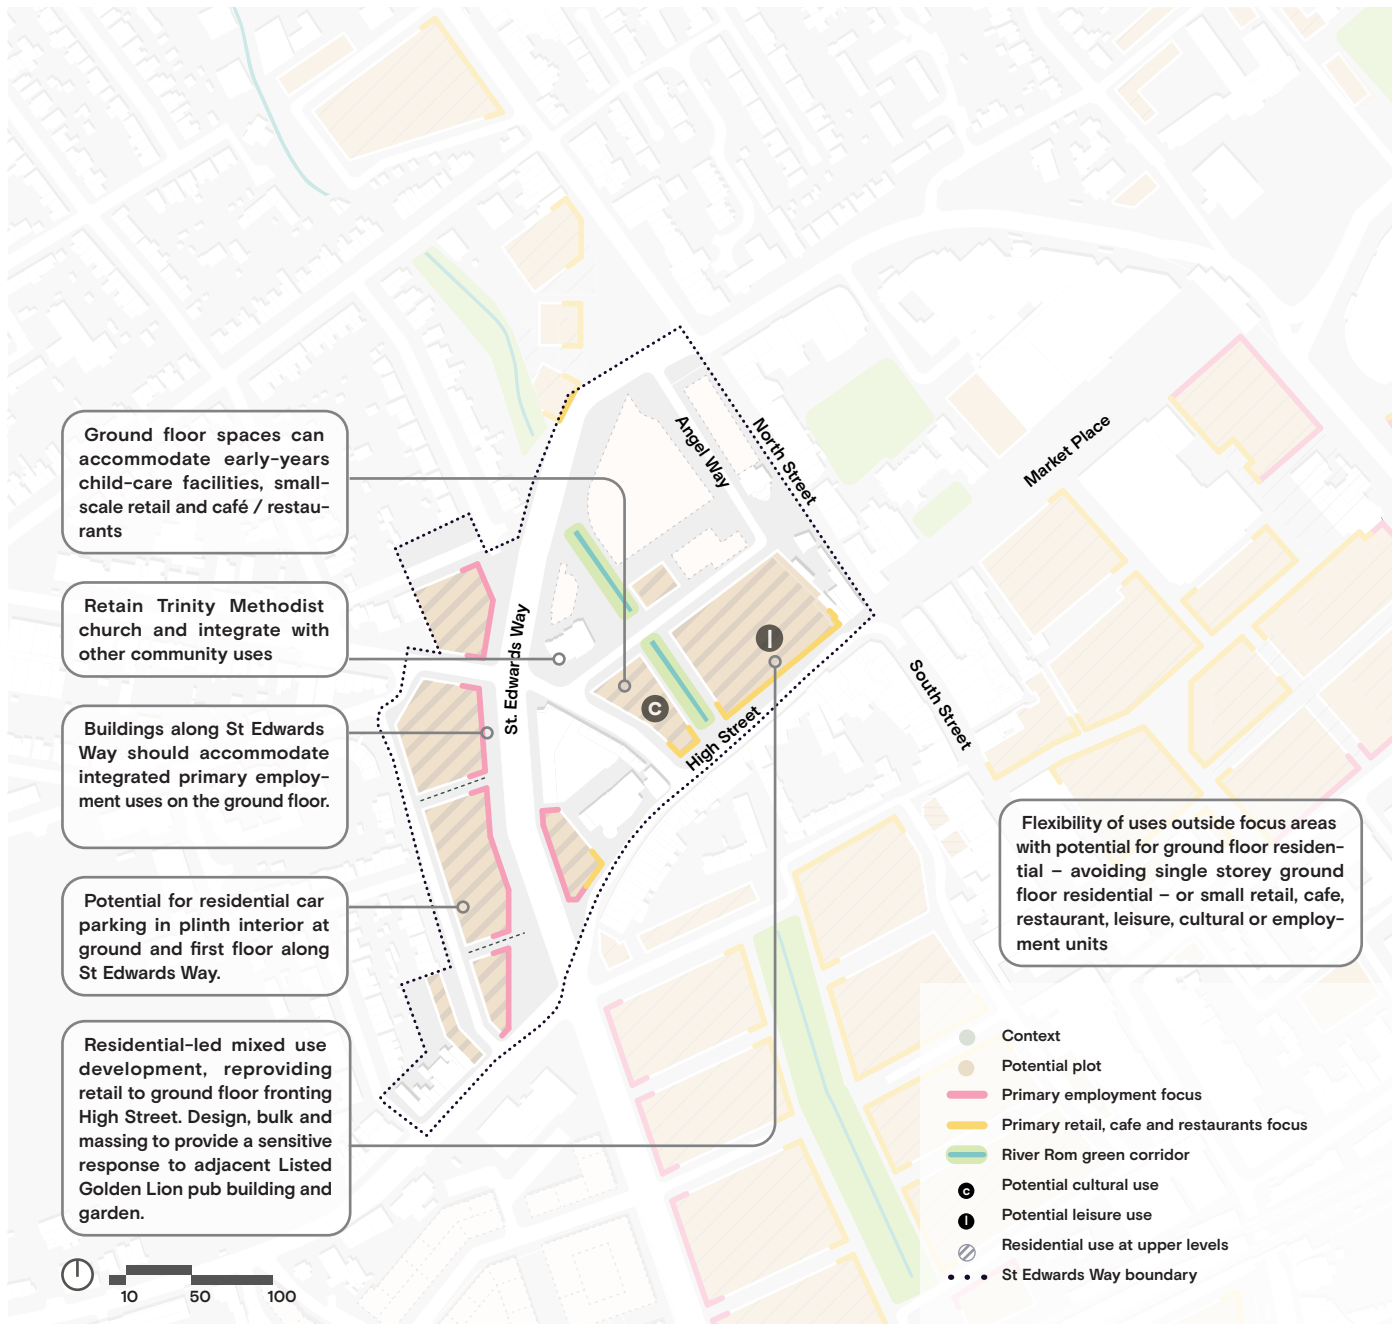 Ground floor spaces can
accommodate early-years
child-care facilities, small-
scale retail and café / restau-
rants
Retain Trinity Methodist
church and integrate with
other community uses
Buildings along St Edwards
Way should accommodate
integrated primary employ-
ment uses on the ground floor.
Potential for residential car
parking in plinth interior at
ground and first floor along
St Edwards Way.
Residential-led mixed use
development, reproviding
retail to ground floor fronting
High Street. Design, bulk and
massing to provide a sensitive
response to adjacent Listed
Golden Lion pub building and
garden.
Angel Way
North Street
Market Place
St. Edwards Way
High Street
South Street
C
l
Flexibility of uses outside focus areas
with potential for ground floor residen-
tial – avoiding single storey ground
floor residential – or small retail, cafe,
restaurant, leisure, cultural or employ-
ment units
Context
Potential plot
Primary employment focus
Primary retail, cafe and restaurants focus
River Rom green corridor
C Potential cultural use
l Potential leisure use
Residential use at upper levels
St Edwards Way boundary
10 50 100